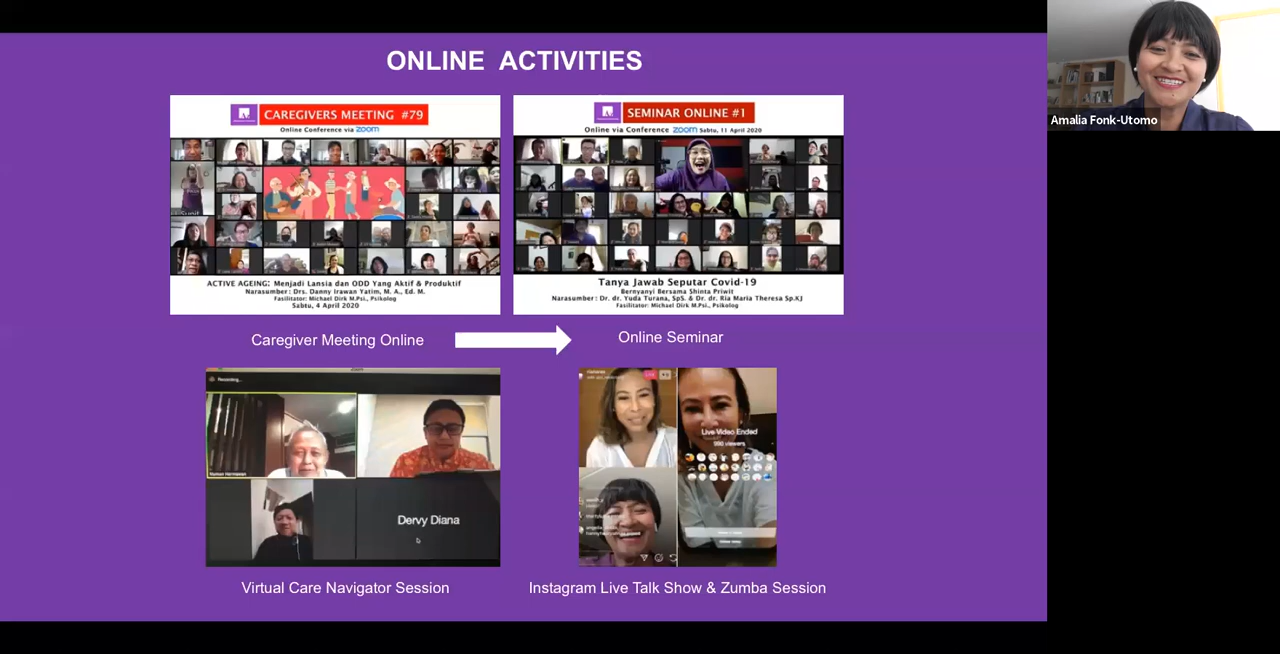 ONLINE ACTIVITIES
Amalia Fonk-Utomo
CAREGIVERS MEETING #79
Online Conference via zoom
SEMINAR ONLINE #1
Online via Conference zoom Sabtu, 11 April 2020
ACTIVE AGEING: Menjadi Lansia dan ODD Yang Aktif & Produktif
Narasumber: Drs. Danny Irawan Yatim, M. A., Ed. M.
Fasilitator: Michael Dirk M.Psi., Psikolog
Sabtu, 4 April 2020
Tanya Jawab Seputar Covid-19
Bernyanyi Bersama Shinta Priwit
Narasumber : Dr. dr. Yuda Turana, SpS. & Dr. dr. Ria Maria Theresa Sp.KJ
Fasilitator: Michael Dirk M.Psi., Psikolog
Caregiver Meeting Online
Online Seminar
Recording...
Dervy Diana
LIVE
Live Video Ended
Virtual Care Navigator Session
Instagram Live Talk Show & Zumba Session